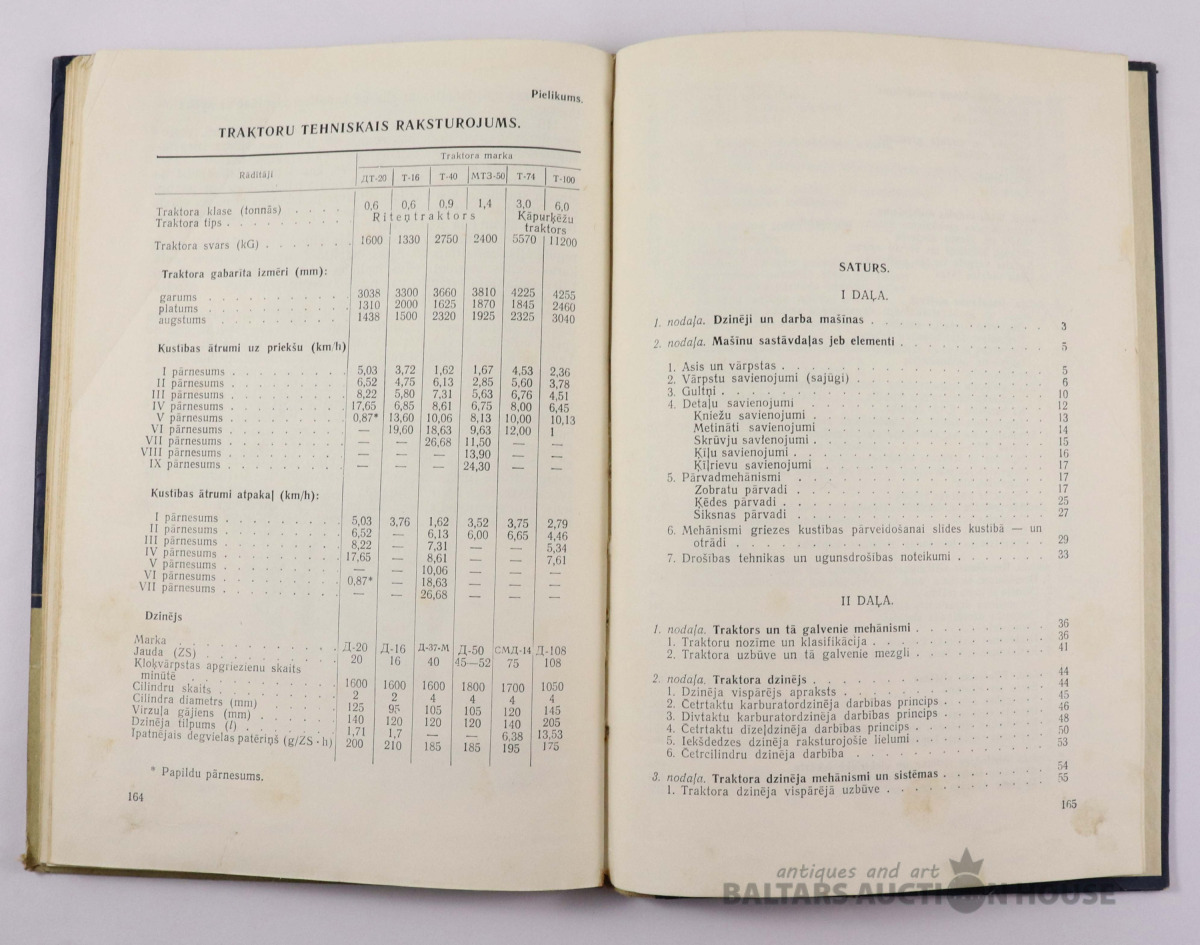 Pielikums.
TRAKTORU TEHNISKAIS RAKSTUROJUMS.
Rādītāji
Traktora marka
ДТ-20 Т-16 Т-40 МТЗ-50 Т-74 Т-100
Traktora klase (tonnās) . . . . 0,6 0,6 0,9 1,4 3,0 6,0
Traktora tips . . . . . . . . . Riteņtraktors Kāpurķēžu
traktors
Traktora svars (kG) . . . . . . . 1600 1330 2750 2400 5570 11200
Traktora gabarīta izmēri (mm):
garums . . . . . . . . . . . 3038 3300 3660 3810 4225 4255
platums . . . . . . . . . . . 1310 2000 1625 1870 1845 2460
augstums . . . . . . . . . . 1438 1500 2320 1925 2325 3040
Kustības ātrumi uz priekšu (km/h)
I pārnesums . . . . . . . . . 5,03 3,72 1,62 1,67 4,53 2,36
II pārnesums . . . . . . . . . 6,52 4,75 6,13 2,85 5,60 3,78
III pārnesums . . . . . . . . . 8,22 5,80 7,31 5,63 6,76 4,51
IV pārnesums . . . . . . . . . 17,65 6,85 8,61 6,75 8,00 6,45
V pārnesums . . . . . . . . . 0,87* 13,60 10,06 8,13 10,00 10,13
VI pārnesums . . . . . . . . . — 19,60 18,63 9,63 12,00 1
VII pārnesums . . . . . . . . . — — 26,68 11,50 — —
VIII pārnesums . . . . . . . . . — — 13,90 — —
IX pārnesums . . . . . . . . . — — 24,30 — —
Kustības ātrumi atpakaļ (km/h):
I pārnesums . . . . . . . . . 5,03 3,76 1,62 3,52 3,75 2,79
II pārnesums . . . . . . . . . 6,52 — 6,13 6,00 6,65 4,46
III pārnesums . . . . . . . . . 8,22 — 7,31 — — 5,34
IV pārnesums . . . . . . . . . 17,65 — 8,61 — — 7,61
V pārnesums . . . . . . . . . — — 10,06 — — —
VI pārnesums . . . . . . . . . 0,87* — 18,63 — — —
VII pārnesums . . . . . . . . . — — 26,68 — — —
Dzinējs
Marka . . . . . . . . . . . Д-20 Д-16 Д-37-М Д-50 СМД-14 Д-108
Jauda (ZS) . . . . . . . . . 20 16 40 45—52 75 108
Kloķvārpstas apgriezienu skaits
minūtē . . . . . . . . . . 1600 1600 1600 1800 1700 1050
Cilindru skaits . . . . . . . . 2 2 4 4 4 4
Cilindra diametrs (mm) . . . . . 125 95 105 105 120 145
Virzuļa gājiens (mm) . . . . . . 140 120 120 120 140 205
Dzinēja tilpums (l) . . . . . . . 1,71 1,7 — — 6,38 13,53
Īpatnējais degvielas patēriņš (g/ZS·h) 200 210 185 185 195 175
* Papildu pārnesums.
164
SATURS.
I DAĻA.
1. nodaļa. Dzinēji un darba mašīnas . . . . . . . . . . . . 3
2. nodaļa. Mašīnu sastāvdaļas jeb elementi . . . . . . . . . . 5
1. Asis un vārpstas . . . . . . . . . . . . . . . . 5
2. Vārpstu savienojumi (sajūgi) . . . . . . . . . . . . 6
3. Gultņi . . . . . . . . . . . . . . . . . . . 10
4. Detaļu savienojumi . . . . . . . . . . . . . . . 12
Kniežu savienojumi . . . . . . . . . . . . . . 13
Metināti savienojumi . . . . . . . . . . . . . . 14
Skrūvju savienojumi . . . . . . . . . . . . . . 15
Ķīļu savienojumi . . . . . . . . . . . . . . . 16
Ķīļrievu savienojumi . . . . . . . . . . . . . . 17
5. Pārvadmehānismi . . . . . . . . . . . . . . . 17
Zobratu pārvadi . . . . . . . . . . . . . . . 17
Ķēdes pārvadi . . . . . . . . . . . . . . . . 25
Siksnas pārvadi . . . . . . . . . . . . . . . 27
6. Mehānismi griezes kustības pārveidošanai slīdes kustībā — un
otrādi . . . . . . . . . . . . . . . . . . 29
7. Drošības tehnikas un ugunsdrošības noteikumi . . . . . . 33
II DAĻA.
1. nodaļa. Traktors un tā galvenie mehānismi . . . . . . . . . 36
1. Traktoru nozīme un klasifikācija . . . . . . . . . . . 36
2. Traktora uzbūve un tā galvenie mezgli . . . . . . . . . 41
2. nodaļa. Traktora dzinējs . . . . . . . . . . . . . . . 44
1. Dzinēja vispārējs apraksts . . . . . . . . . . . . . 44
2. Četrtaktu karburatordzinēja darbības princips . . . . . . . 45
3. Divtaktu karburatordzinēja darbības princips . . . . . . . 46
4. Četrtaktu dīzeļdzinēja darbības princips . . . . . . . . . 48
5. Iekšdedzes dzinēja raksturojošie lielumi . . . . . . . . . 50
6. Četrcilindru dzinēja darbība . . . . . . . . . . . . 53
3. nodaļa. Traktora dzinēja mehānismi un sistēmas . . . . . . . 54
1. Traktora dzinēja vispārējā uzbūve . . . . . . . . . . . 55
165
antiques and art
BALTARS AUCTION HOUSE